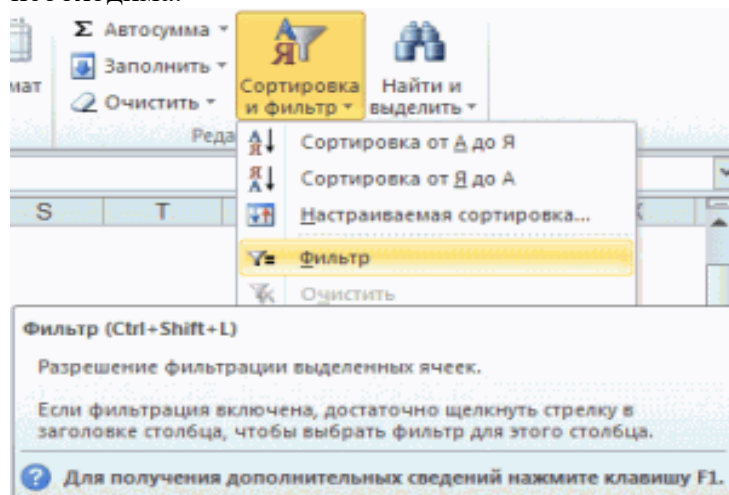 Σ Автосумма
Заполнить
мат
Очистить
Сортировка
и фильтр
Найти и
выделить
Реда
Сортировка от А до Я
Сортировка от Я до А
Настраиваемая сортировка...
S T
Фильтр
Очистить
Фильтр (Ctrl+Shift+L)
Разрешение фильтрации выделенных ячеек.
Если фильтрация включена, достаточно щелкнуть стрелку в
заголовке столбца, чтобы выбрать фильтр для этого столбца.
Для получения дополнительных сведений нажмите клавишу F1.